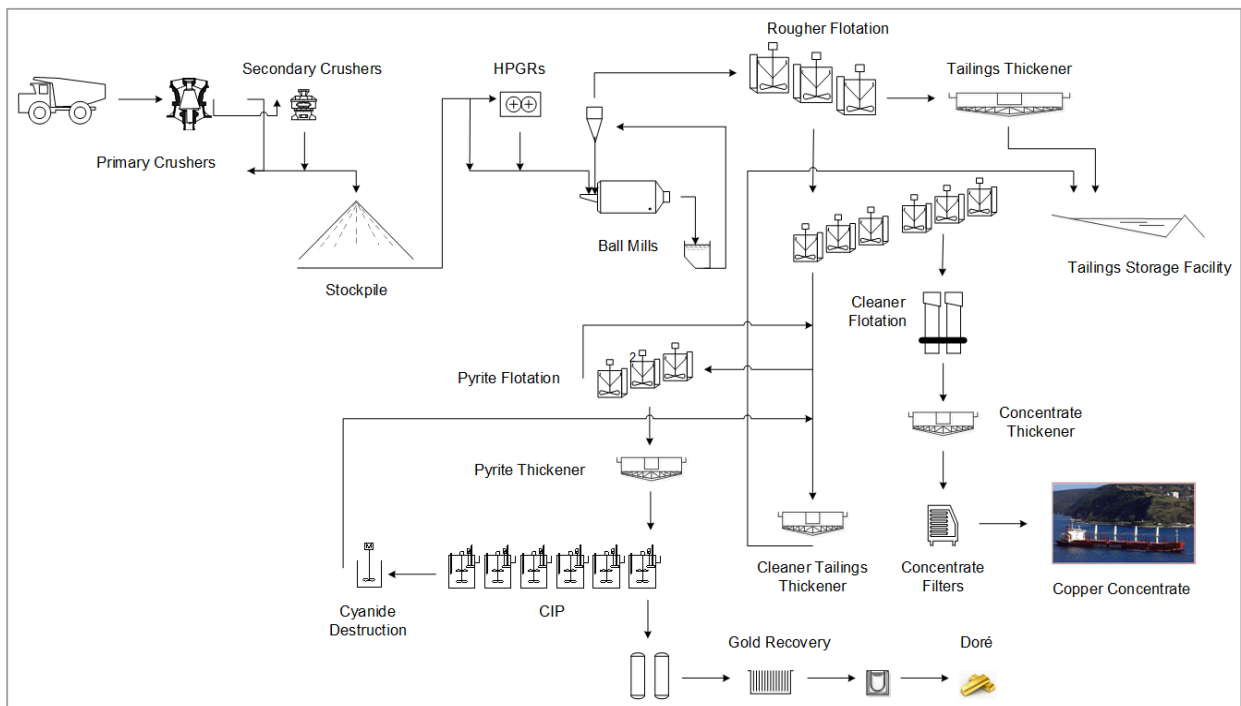 Rougher Flotation
Secondary Crushers
HPGRs
Tailings Thickener
Primary Crushers
Ball Mills
Stockpile
Tailings Storage Facility
Cleaner
Flotation
2
Pyrite Flotation
Concentrate
Thickener
Pyrite Thickener
M
Cleaner Tailings
Thickener
Concentrate
Filters
Copper Concentrate
Cyanide
Destruction
CIP
Gold Recovery
Doré